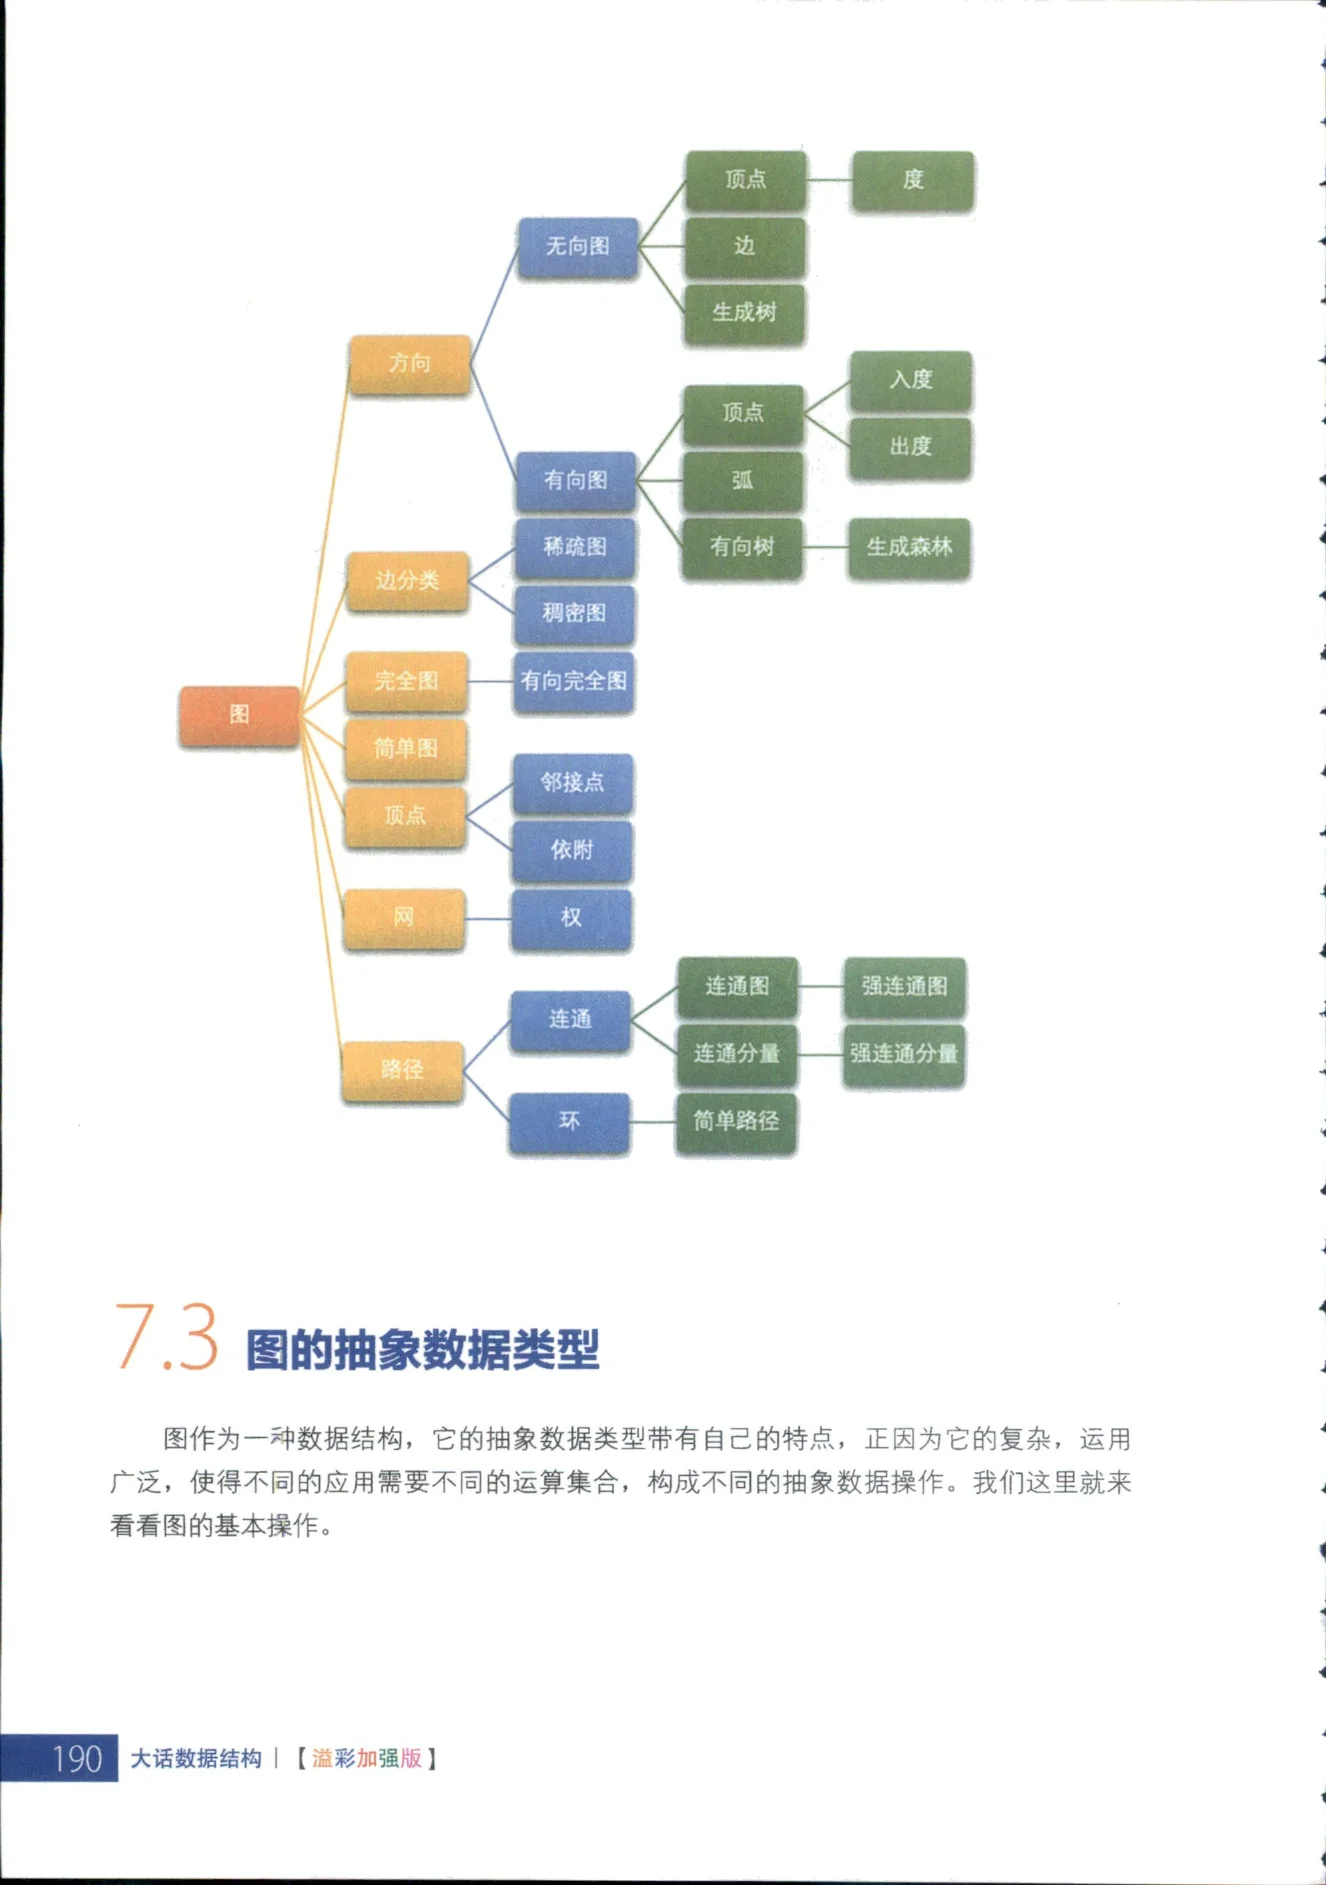 顶点
度
无向图
边
生成树
方向
入度
顶点
出度
有向图
弧
稀疏图
有向树
生成森林
边分类
稠密图
完全图
有向完全图
图
简单图
邻接点
顶点
依附
网
权
连通图
强连通图
连通
连通分量
强连通分量
路径
环
简单路径
7.3 图的抽象数据类型
图作为一种数据结构，它的抽象数据类型带有自己的特点，正因为它的复杂，运用
广泛，使得不同的应用需要不同的运算集合，构成不同的抽象数据操作。我们这里就来
看看图的基本操作。
190 大话数据结构 |【溢彩加强版】